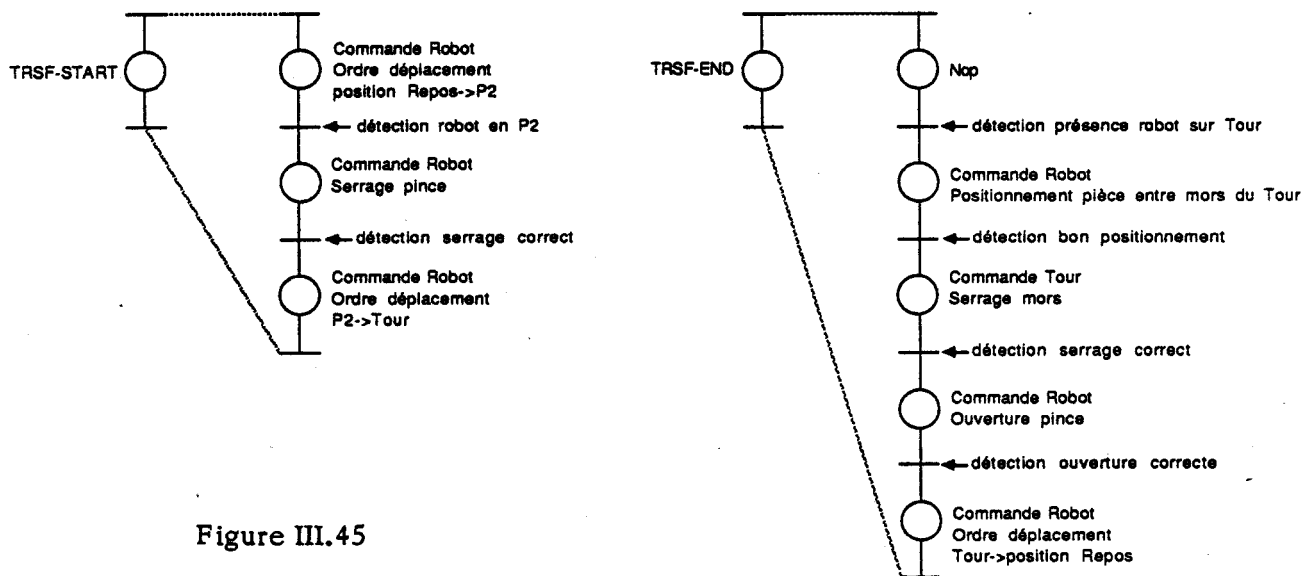 TRSF-START
Commande Robot
Ordre déplacement
position Repos->P2
détection robot en P2
Commande Robot
Serrage pince
détection serrage correct
Commande Robot
Ordre déplacement
P2->Tour
TRSF-END
Nop
détection présence robot sur Tour
Commande Robot
Positionnement pièce entre mors du Tour
détection bon positionnement
Commande Tour
Serrage mors
détection serrage correct
Commande Robot
Ouverture pince
détection ouverture correcte
Commande Robot
Ordre déplacement
Tour->position Repos
Figure III.45